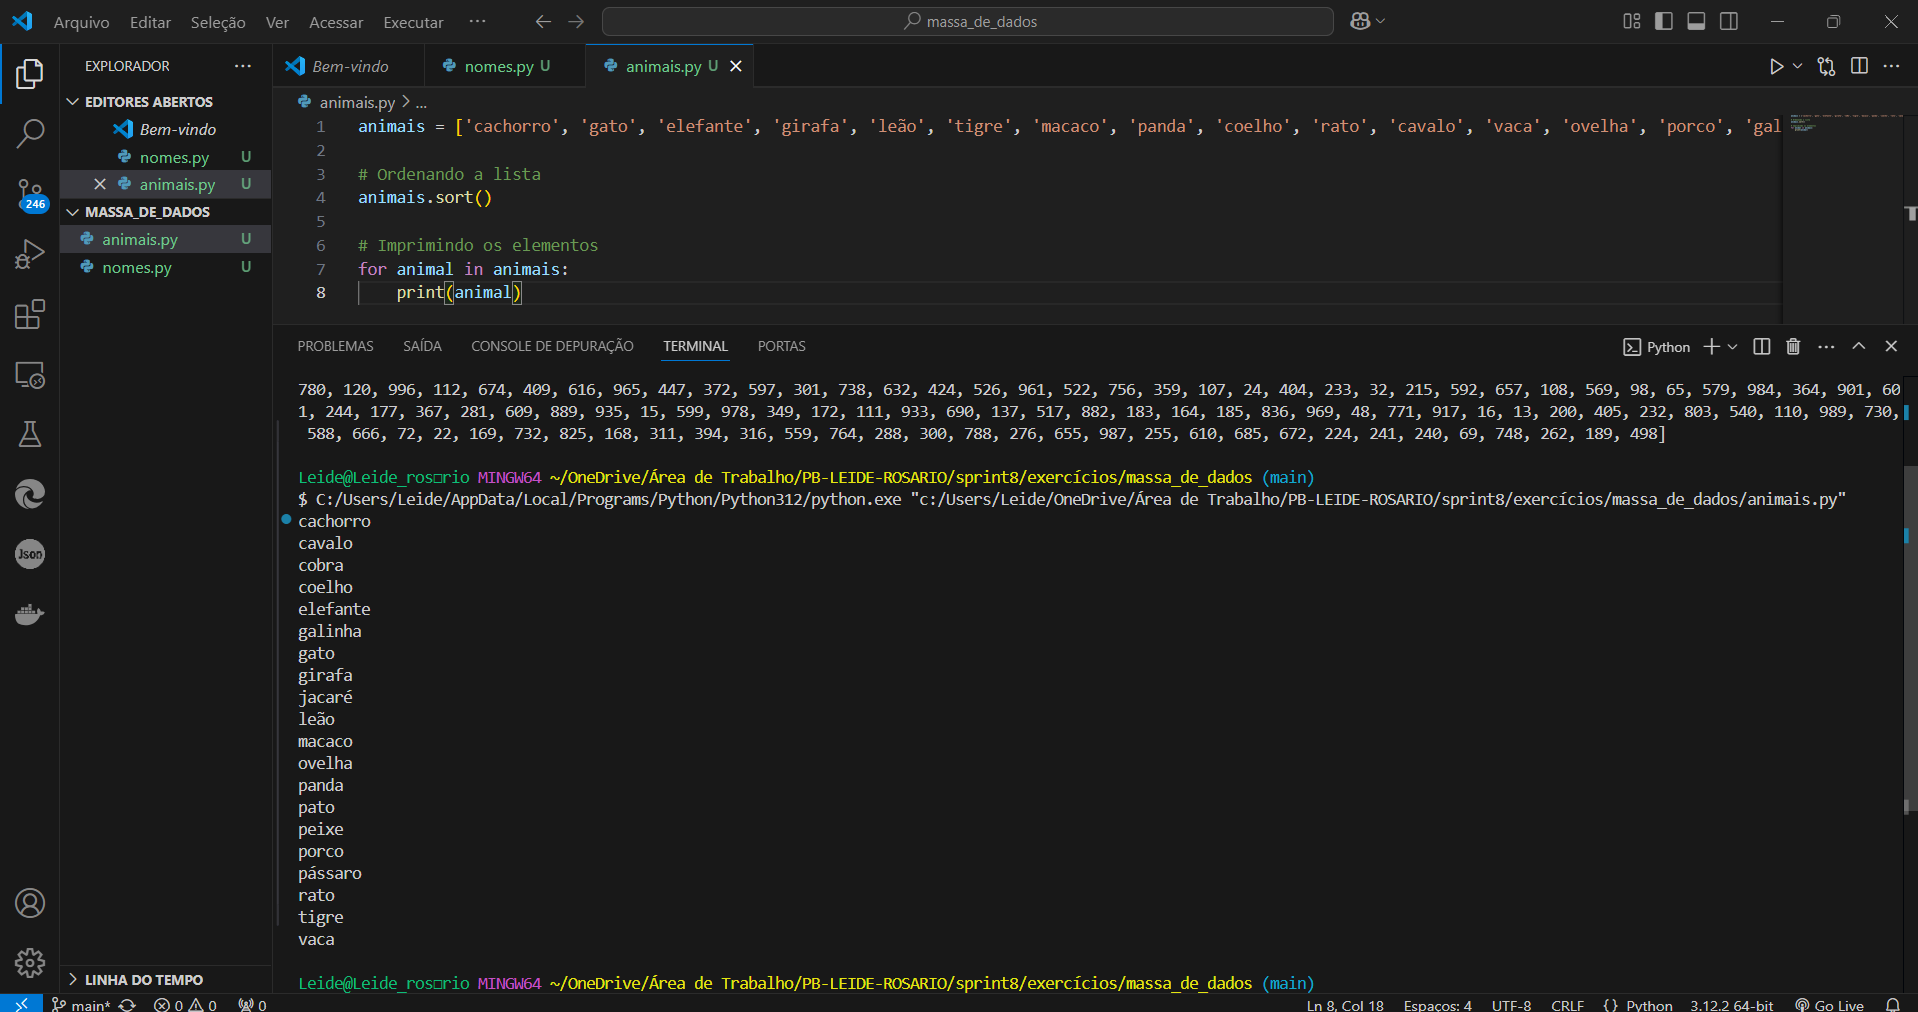 Arquivo Editar Seleção Ver Acessar Executar ··· massa_de_dados
EXPLORADOR ···
EDITORES ABERTOS
Bem-vindo
nomes.py U
animais.py U
MASSA_DE_DADOS
animais.py U
nomes.py U
LINHA DO TEMPO
246
Json
Bem-vindo nomes.py U animais.py U
animais.py > ...
1 animais = ['cachorro', 'gato', 'elefante', 'girafa', 'leão', 'tigre', 'macaco', 'panda', 'coelho', 'rato', 'cavalo', 'vaca', 'ovelha', 'porco', 'gal
2
3 # Ordenando a lista
4 animais.sort()
5
6 # Imprimindo os elementos
7 for animal in animais:
8     print(animal)
PROBLEMAS SAÍDA CONSOLE DE DEPURAÇÃO TERMINAL PORTAS Python
780, 120, 996, 112, 674, 409, 616, 965, 447, 372, 597, 301, 738, 632, 424, 526, 961, 522, 756, 359, 107, 24, 404, 233, 32, 215, 592, 657, 108, 569, 98, 65, 579, 984, 364, 901, 60
1, 244, 177, 367, 281, 609, 889, 935, 15, 599, 978, 349, 172, 111, 933, 690, 137, 517, 882, 183, 164, 185, 836, 969, 48, 771, 917, 16, 13, 200, 405, 232, 803, 540, 110, 989, 730,
588, 666, 72, 22, 169, 732, 825, 168, 311, 394, 316, 559, 764, 288, 300, 788, 276, 655, 987, 255, 610, 685, 672, 224, 241, 240, 69, 748, 262, 189, 498]
Leide@Leide_ros□rio MINGW64 ~/OneDrive/Área de Trabalho/PB-LEIDE-ROSARIO/sprint8/exercícios/massa_de_dados (main)
$ C:/Users/Leide/AppData/Local/Programs/Python/Python312/python.exe "c:/Users/Leide/OneDrive/Área de Trabalho/PB-LEIDE-ROSARIO/sprint8/exercícios/massa_de_dados/animais.py"
cachorro
cavalo
cobra
coelho
elefante
galinha
gato
girafa
jacaré
leão
macaco
ovelha
panda
pato
peixe
porco
pássaro
rato
tigre
vaca
Leide@Leide_ros□rio MINGW64 ~/OneDrive/Área de Trabalho/PB-LEIDE-ROSARIO/sprint8/exercícios/massa_de_dados (main)
main* 0 0 0 Ln 8, Col 18 Espaços: 4 UTF-8 CRLF {} Python 3.12.2 64-bit Go Live